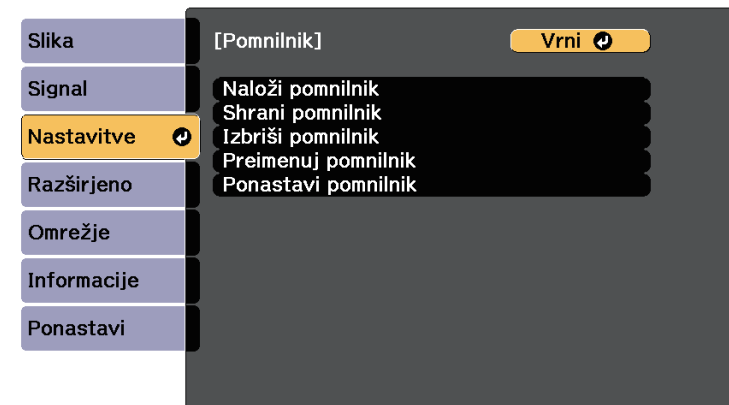 Slika
Signal
Nastavitve
Razširjeno
Omrežje
Informacije
Ponastavi
[Pomnilnik]
Vrni
Naloži pomnilnik
Shrani pomnilnik
Izbriši pomnilnik
Preimenuj pomnilnik
Ponastavi pomnilnik